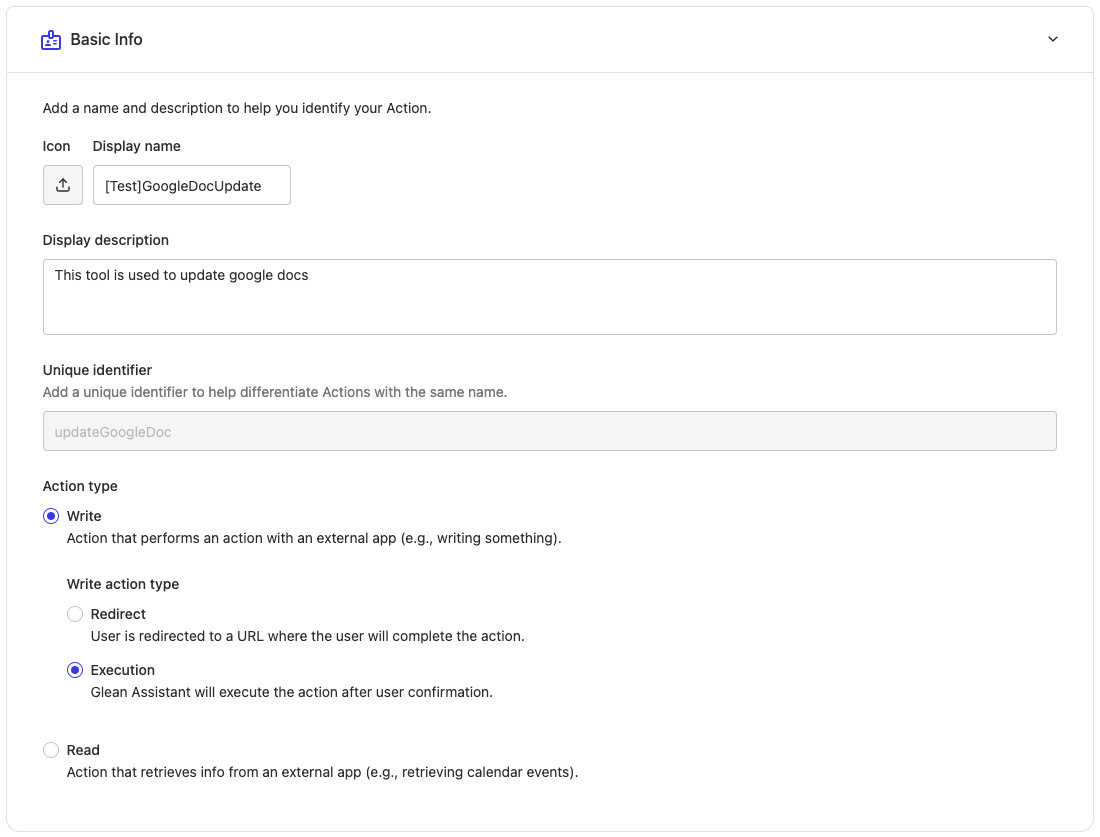 Basic Info
Add a name and description to help you identify your Action.
Icon
Display name
[Test]GoogleDocUpdate
Display description
This tool is used to update google docs
Unique identifier
Add a unique identifier to help differentiate Actions with the same name.
updateGoogleDoc
Action type
Write
Action that performs an action with an external app (e.g., writing something).
Write action type
Redirect
User is redirected to a URL where the user will complete the action.
Execution
Glean Assistant will execute the action after user confirmation.
Read
Action that retrieves info from an external app (e.g., retrieving calendar events).